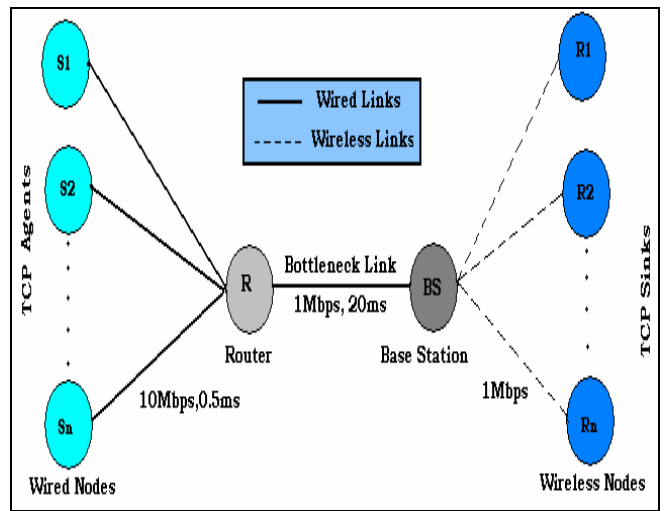 S1
R1
Wired Links
Wireless Links
S2
R2
TCP Agents
TCP Sinks
Bottleneck Link
R
BS
1Mbps, 20ms
Router
Base Station
10Mbps,0.5ms
1Mbps
Sn
Rn
Wired Nodes
Wireless Nodes